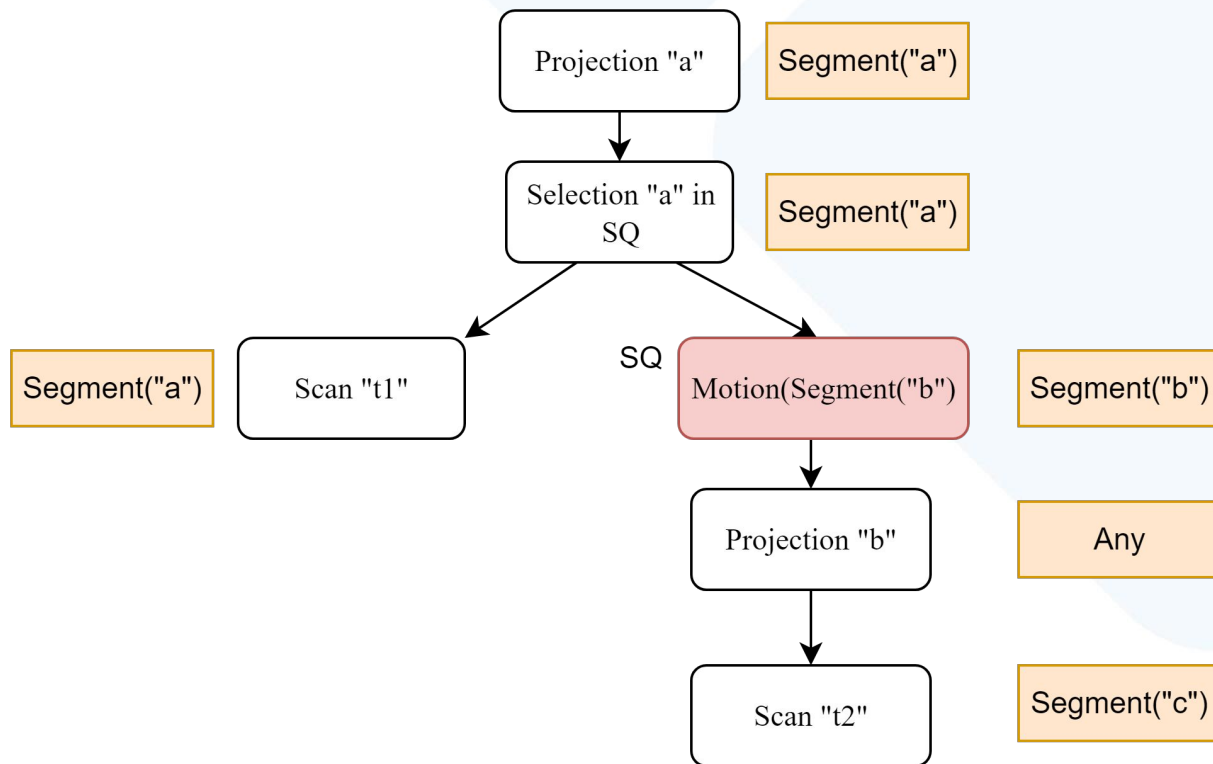 Projection "a"
Segment("a")
Selection "a" in
SQ
Segment("a")
Segment("a")
Scan "t1"
SQ
Motion(Segment("b")
Segment("b")
Projection "b"
Any
Scan "t2"
Segment("c")